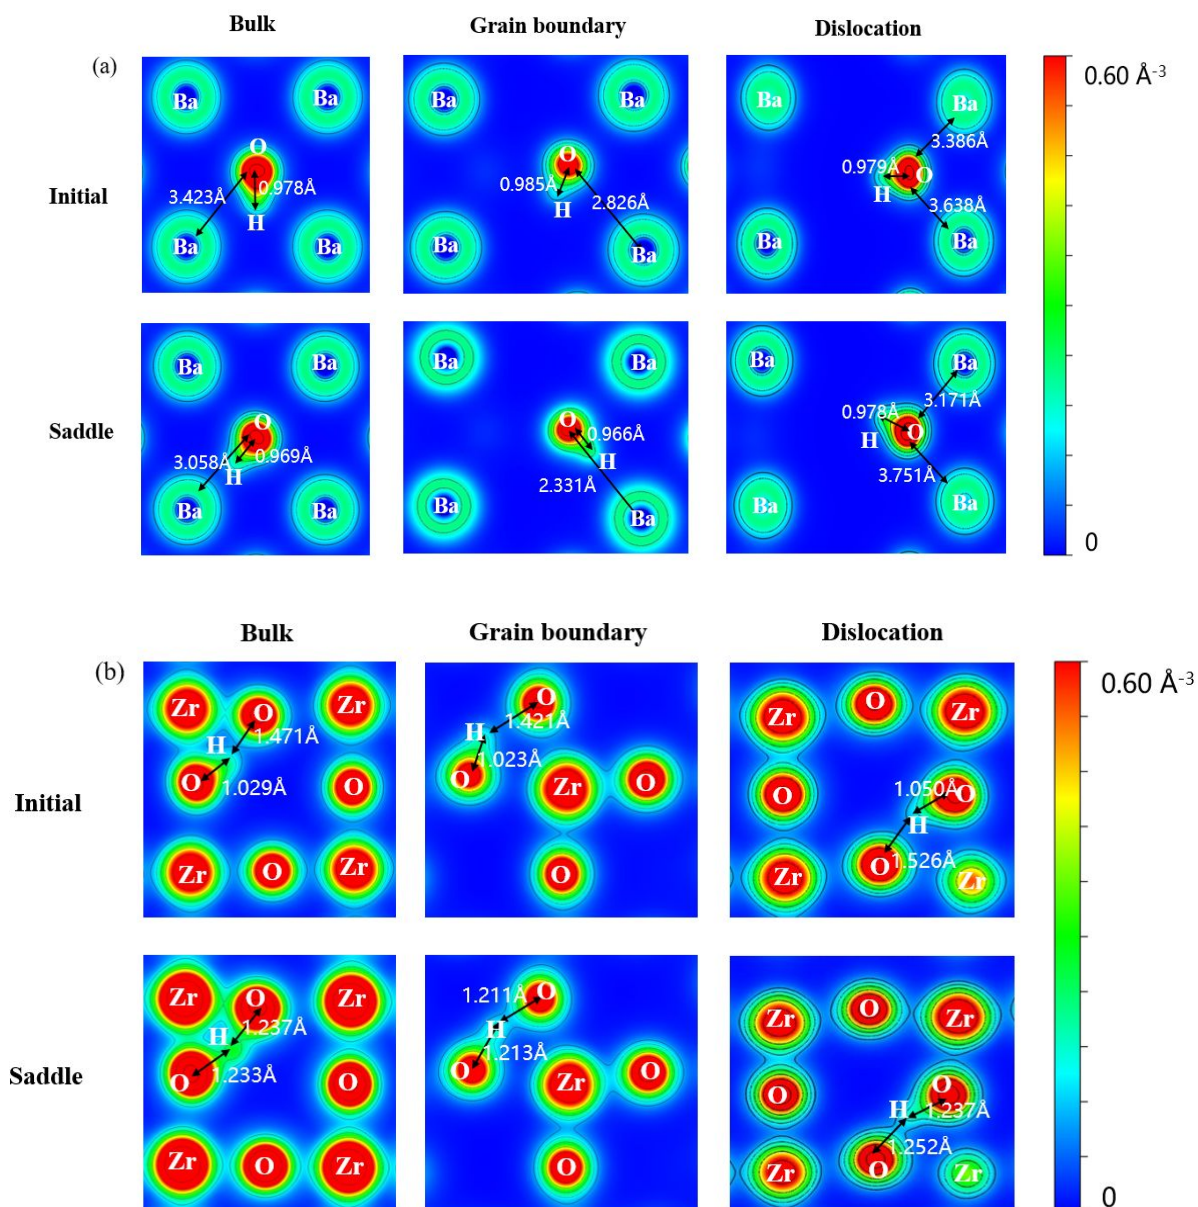 Bulk Grain boundary Dislocation
(a)
0.60 Å-3
Ba Ba Ba Ba Ba Ba
O O
3.386Å
0.979Å O
Initial 3.423Å 0.978Å 0.985Å 2.826Å H 3.638Å
H H
Ba Ba Ba Ba Ba Ba
Ba Ba Ba Ba Ba Ba
3.171Å
O O 0.978Å O
Saddle 3.058Å 0.969Å 0.966Å H
H H 3.751Å
2.331Å
Ba Ba Ba Ba Ba Ba
0
Bulk Grain boundary Dislocation
(b)
0.60 Å-3
Zr O Zr O Zr O Zr
H 1.471Å H 1.421Å
Initial O 1.029Å O O 1.023Å Zr O O 1.050Å O
H
1.526Å
Zr O Zr O Zr O Zr
Zr O Zr 1.211Å O Zr O Zr
H 1.237Å H
1.213Å
Saddle O 1.233Å O O Zr O O H O 1.237Å
1.252Å
Zr O Zr O Zr O Zr
0